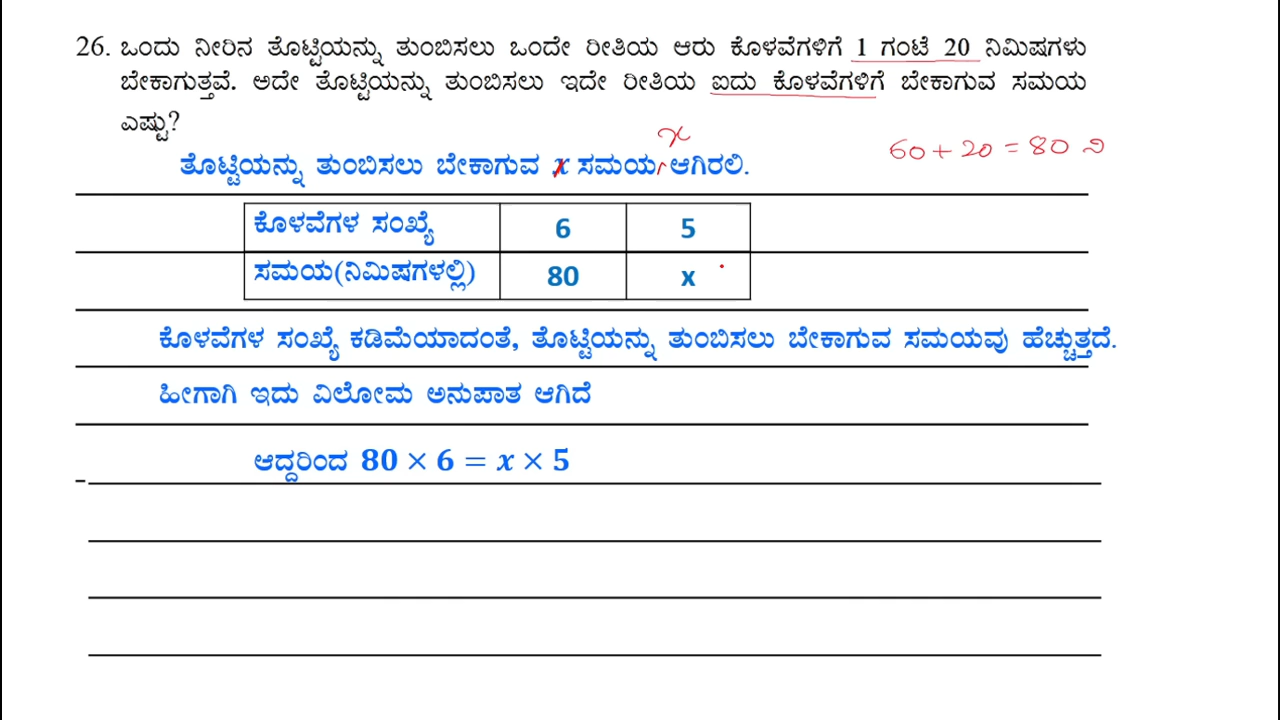 26. ಒಂದು ನೀರಿನ ತೊಟ್ಟಿಯನ್ನು ತುಂಬಿಸಲು ಒಂದೇ ರೀತಿಯ ಆರು ಕೊಳವೆಗಳಿಗೆ 1 ಗಂಟೆ 20 ನಿಮಿಷಗಳು
ಬೇಕಾಗುತ್ತವೆ. ಅದೇ ತೊಟ್ಟಿಯನ್ನು ತುಂಬಿಸಲು ಇದೇ ರೀತಿಯ ಐದು ಕೊಳವೆಗಳಿಗೆ ಬೇಕಾಗುವ ಸಮಯ
ಎಷ್ಟು?
x
60 + 20 = 80 ನಿ
ತೊಟ್ಟಿಯನ್ನು ತುಂಬಿಸಲು ಬೇಕಾಗುವ x ಸಮಯ ಆಗಿರಲಿ.
ಕೊಳವೆಗಳ ಸಂಖ್ಯೆ 6 5
ಸಮಯ(ನಿಮಿಷಗಳಲ್ಲಿ) 80 x
ಕೊಳವೆಗಳ ಸಂಖ್ಯೆ ಕಡಿಮೆಯಾದಂತೆ, ತೊಟ್ಟಿಯನ್ನು ತುಂಬಿಸಲು ಬೇಕಾಗುವ ಸಮಯವು ಹೆಚ್ಚುತ್ತದೆ.
ಹೀಗಾಗಿ ಇದು ವಿಲೋಮ ಅನುಪಾತ ಆಗಿದೆ
ಆದ್ದರಿಂದ 80 × 6 = x × 5